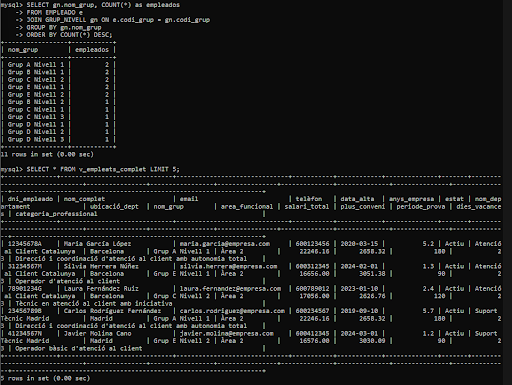 mysql> SELECT gn.nom_grup, COUNT(*) as empleados
    -> FROM EMPLEADO e
    -> JOIN GRUP_NIVELL gn ON e.codi_grup = gn.codi_grup
    -> GROUP BY gn.nom_grup
    -> ORDER BY COUNT(*) DESC;
| nom_grup | empleados |
| Grup A Nivell 1 | 2 |
| Grup B Nivell 1 | 2 |
| Grup C Nivell 2 | 2 |
| Grup E Nivell 1 | 2 |
| Grup E Nivell 2 | 2 |
| Grup B Nivell 2 | 1 |
| Grup C Nivell 1 | 1 |
| Grup C Nivell 3 | 1 |
| Grup D Nivell 1 | 1 |
| Grup D Nivell 2 | 1 |
| Grup D Nivell 3 | 1 |
11 rows in set (0.00 sec)
mysql> SELECT * FROM v_empleats_complet LIMIT 5;
| dni_empleado | nom_complet | email | telèfon | data_alta | anys_empresa | estat | nom_dep
artament | ubicació_dept | nom_grup | area_funcional | salari_total | plus_conveni | periode_prova | dies_vacance
s | categoria_professional |
| 12345678A | María García López | maria.garcia@empresa.com | 600123456 | 2020-03-15 | 5.2 | Actiu | Atenció
al Client Catalunya | Barcelona | Grup A Nivell 1 | Àrea 2 | 22246.16 | 2658.32 | 180 |
3 | Direcció i coordinació d'atenció al client amb autonomia total |
| 31234567M | Silvia Herrera Núñez | silvia.herrera@empresa.com | 600312345 | 2024-02-01 | 1.3 | Actiu | Atenció
al Client Catalunya | Barcelona | Grup E Nivell 1 | Àrea 2 | 16656.00 | 3051.38 | 90 |
3 | Operador d'atenció al client |
| 78901234G | Laura Fernández Ruiz | laura.fernandez@empresa.com | 600789012 | 2023-01-10 | 2.4 | Actiu | Atenció
al Client Catalunya | Barcelona | Grup C Nivell 2 | Àrea 2 | 17056.00 | 2626.76 | 120 |
3 | Tècnic en atenció al client amb iniciativa |
| 23456789B | Carlos Rodríguez Fernández | carlos.rodriguez@empresa.com | 600234567 | 2019-09-10 | 5.7 | Actiu | Suport
Tècnic Madrid | Madrid | Grup A Nivell 1 | Àrea 2 | 22246.16 | 2658.32 | 180 |
3 | Direcció i coordinació d'atenció al client amb autonomia total |
| 41234567N | Javier Molina Cano | javier.molina@empresa.com | 600412345 | 2024-03-01 | 1.2 | Actiu | Suport
Tècnic Madrid | Madrid | Grup E Nivell 2 | Àrea 2 | 16576.00 | 3030.09 | 90 |
3 | Operador bàsic d'atenció al client |
5 rows in set (0.00 sec)